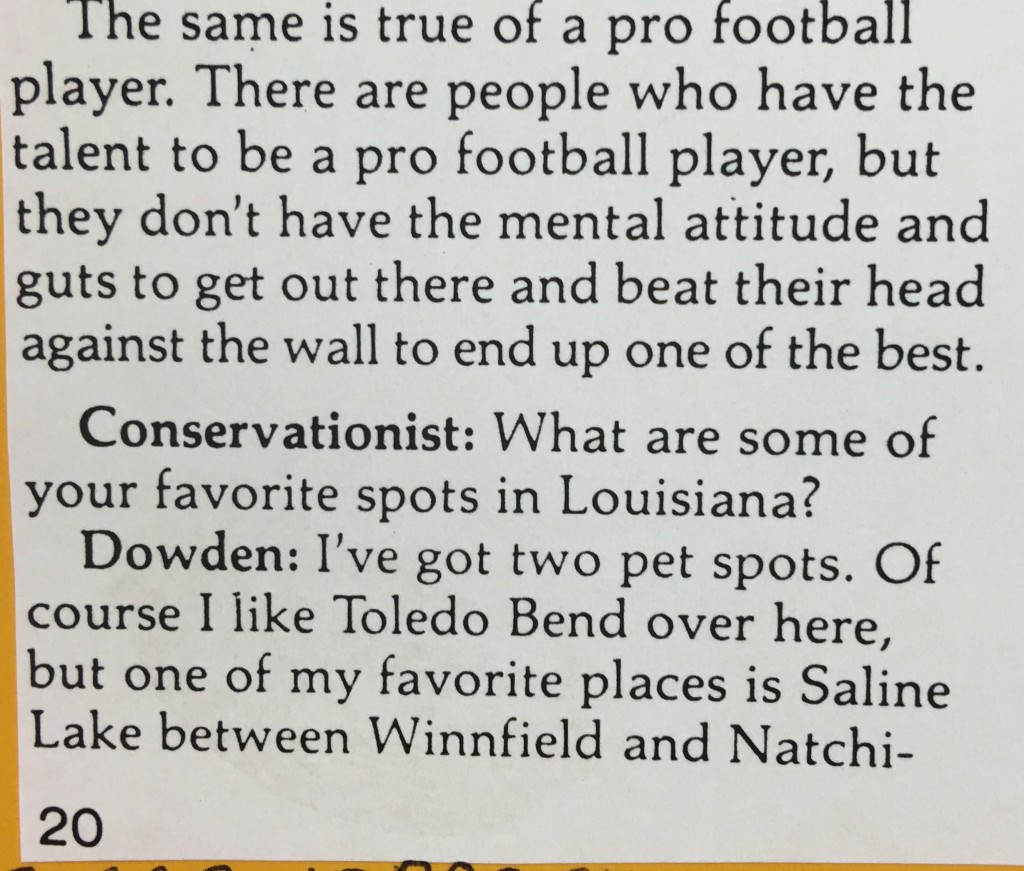 The same is true of a pro football
player. There are people who have the
talent to be a pro football player, but
they don't have the mental attitude and
guts to get out there and beat their head
against the wall to end up one of the best.
Conservationist: What are some of
your favorite spots in Louisiana?
Dowden: I've got two pet spots. Of
course I like Toledo Bend over here,
but one of my favorite places is Saline
Lake between Winnfield and Natchi-
20